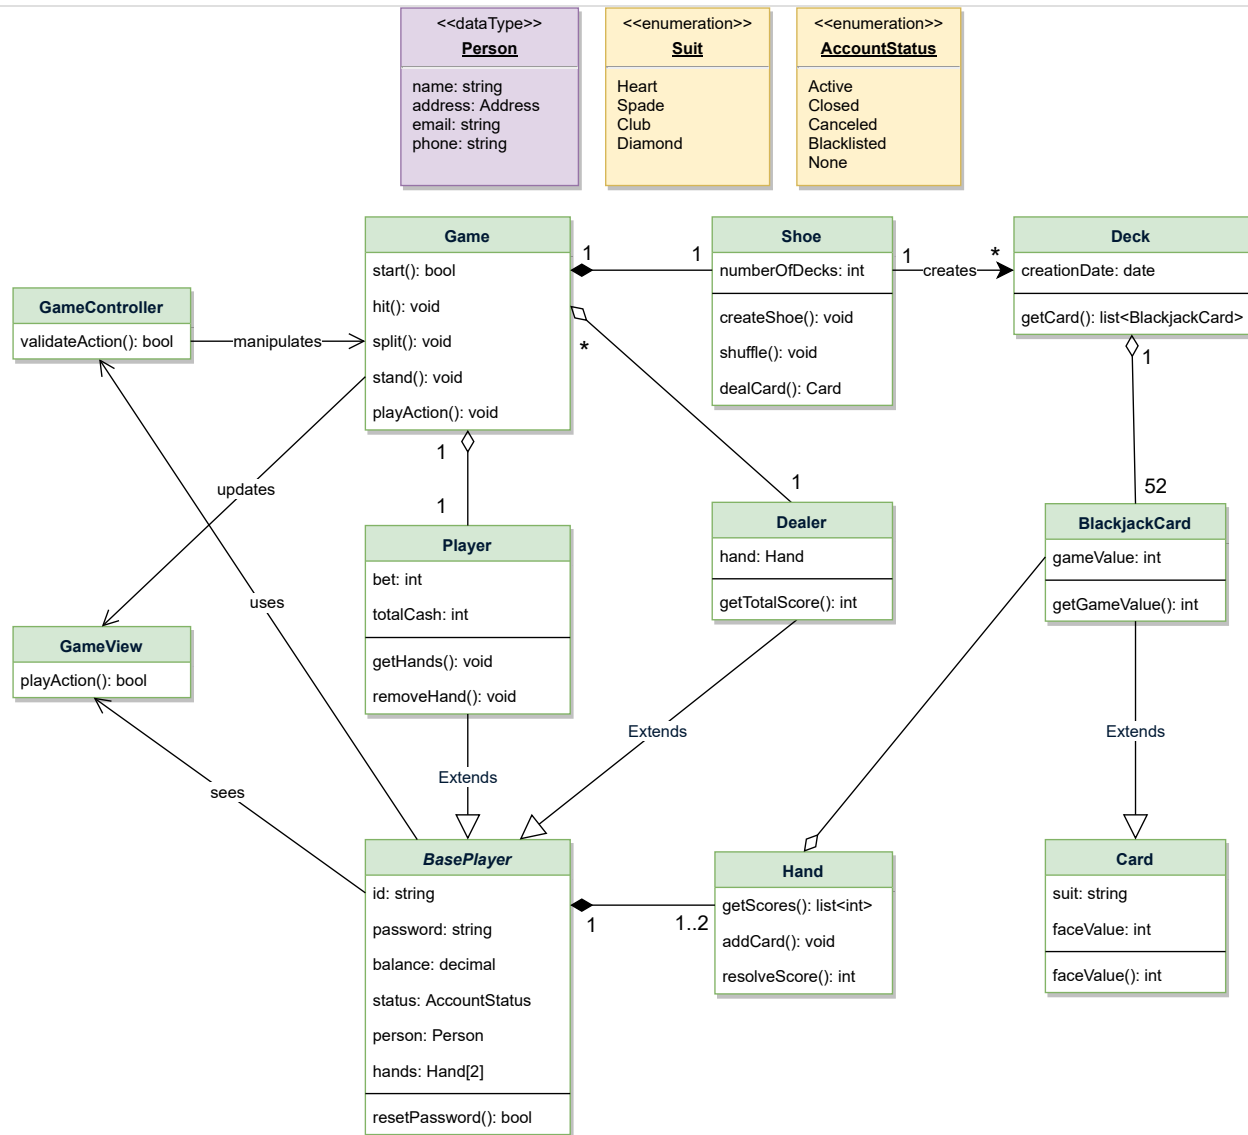 <<dataType>>
Person
name: string
address: Address
email: string
phone: string
<<enumeration>>
Suit
Heart
Spade
Club
Diamond
<<enumeration>>
AccountStatus
Active
Closed
Canceled
Blacklisted
None
Game
start(): bool
hit(): void
split(): void
stand(): void
playAction(): void
1
1
Shoe
numberOfDecks: int
createShoe(): void
shuffle(): void
dealCard(): Card
1
creates
*
Deck
creationDate: date
getCard(): list<BlackjackCard>
GameController
validateAction(): bool
manipulates
*
1
1
1
1
52
updates
uses
Player
bet: int
totalCash: int
getHands(): void
removeHand(): void
Dealer
hand: Hand
getTotalScore(): int
BlackjackCard
gameValue: int
getGameValue(): int
GameView
playAction(): bool
sees
Extends
Extends
Extends
BasePlayer
id: string
password: string
balance: decimal
status: AccountStatus
person: Person
hands: Hand[2]
resetPassword(): bool
1
1..2
Hand
getScores(): list<int>
addCard(): void
resolveScore(): int
Card
suit: string
faceValue: int
faceValue(): int